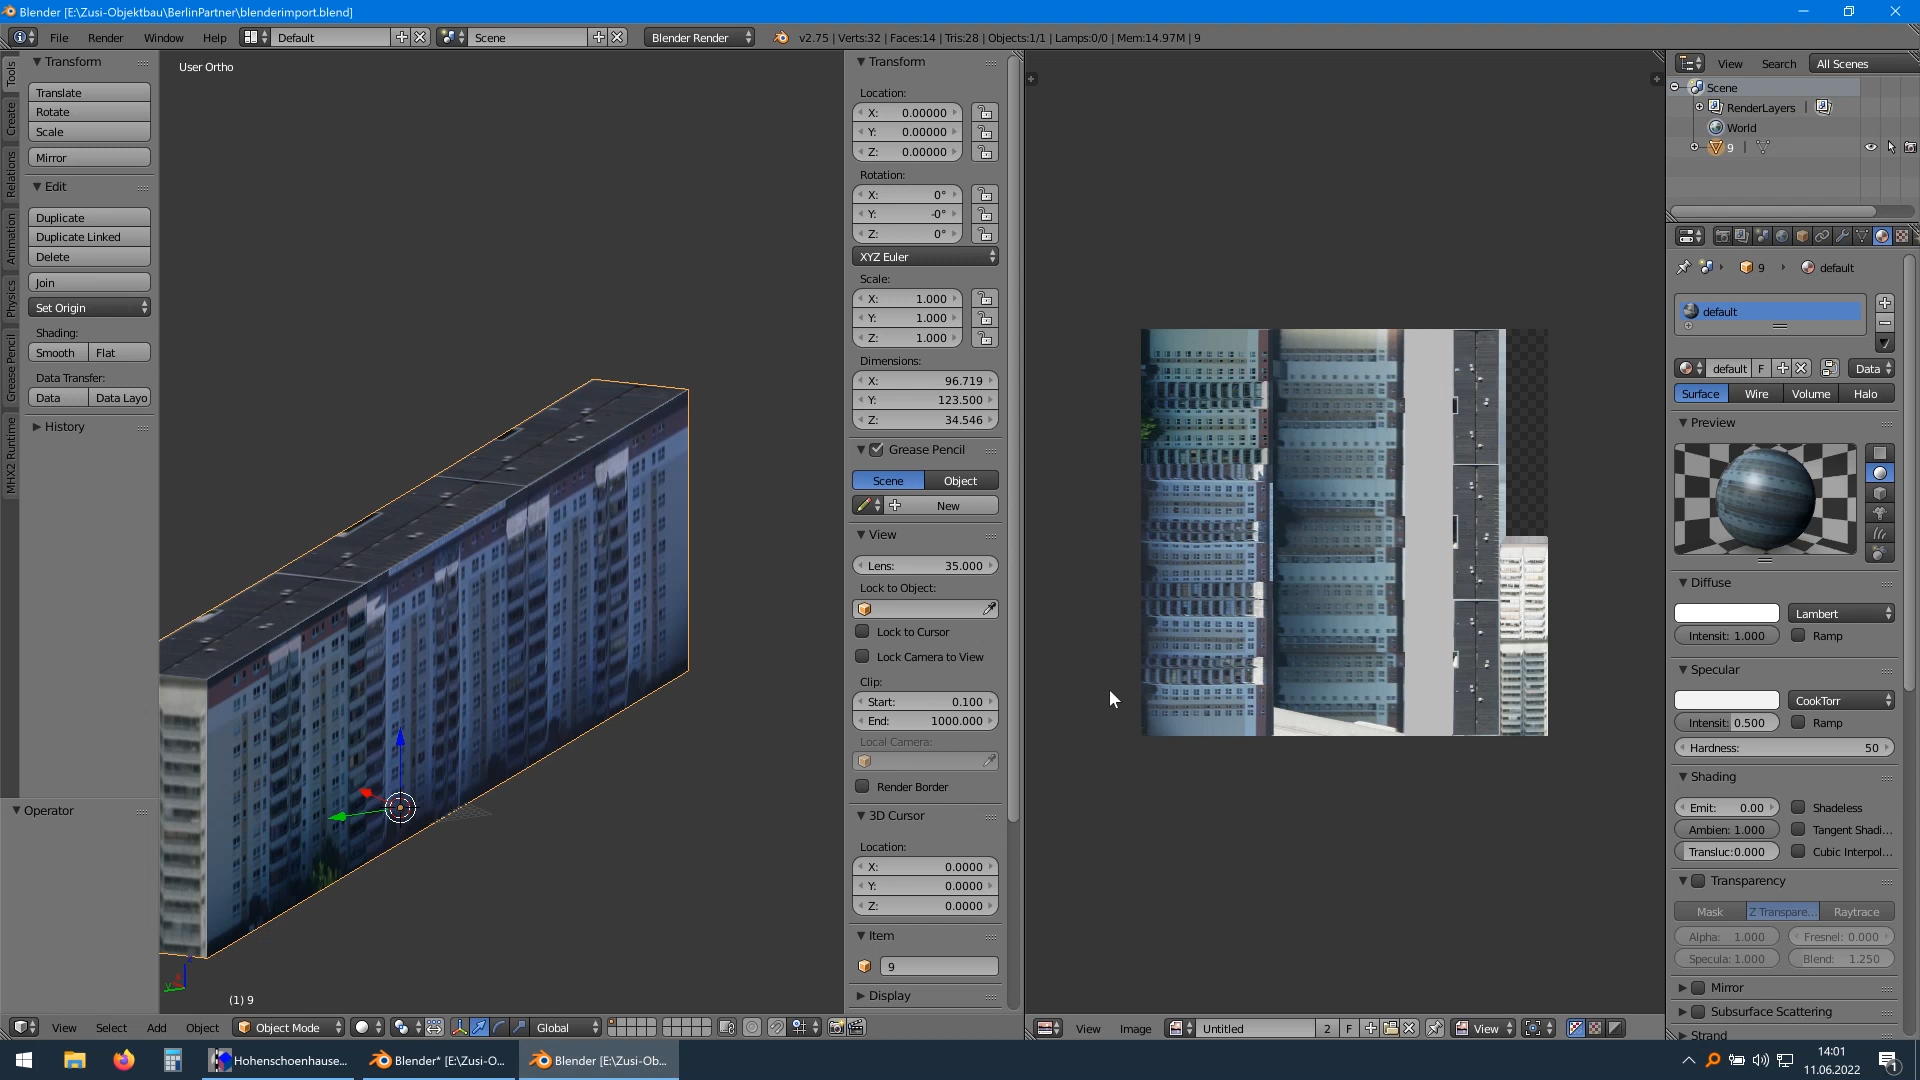 Blender [E:\Zusi-Objektbau\BerlinPartner\blenderimport.blend]
File Render Window Help Default Scene Blender Render v2.75 | Verts:32 | Faces:14 | Tris:28 | Objects:1/1 | Lamps:0/0 | Mem:14.97M | 9
Tools
Create
Relations
Animation
Physics
Grease Pencil
MHX2 Runtime
Transform
Translate
Rotate
Scale
Mirror
Edit
Duplicate
Duplicate Linked
Delete
Join
Set Origin
Shading:
Smooth Flat
Data Transfer:
Data Data Layo
History
Operator
User Ortho
(1) 9
Transform
Location:
X: 0.00000
Y: 0.00000
Z: 0.00000
Rotation:
X: 0°
Y: -0°
Z: 0°
XYZ Euler
Scale:
X: 1.000
Y: 1.000
Z: 1.000
Dimensions:
X: 96.719
Y: 123.500
Z: 34.546
Grease Pencil
Scene Object
New
View
Lens: 35.000
Lock to Object:
Lock to Cursor
Lock Camera to View
Clip:
Start: 0.100
End: 1000.000
Local Camera:
Render Border
3D Cursor
Location:
X: 0.0000
Y: 0.0000
Z: 0.0000
Item
9
Display
View Search All Scenes
Scene
RenderLayers |
World
9 |
9 default
default
default F Data
Surface Wire Volume Halo
Preview
Diffuse
Lambert
Intensit: 1.000 Ramp
Specular
CookTorr
Intensit: 0.500 Ramp
Hardness: 50
Shading
Emit: 0.00 Shadeless
Ambien: 1.000 Tangent Shadi...
Transluc:0.000 Cubic Interpol...
Transparency
Mask Z Transpare... Raytrace
Alpha: 1.000 Fresnel: 0.000
Specula: 1.000 Blend: 1.250
Mirror
Subsurface Scattering
Strand
View Select Add Object Object Mode Global
View Image Untitled 2 F View
Hohenschoenhause... Blender* [E:\Zusi-O... Blender [E:\Zusi-Ob...
14:01
11.06.2022
1